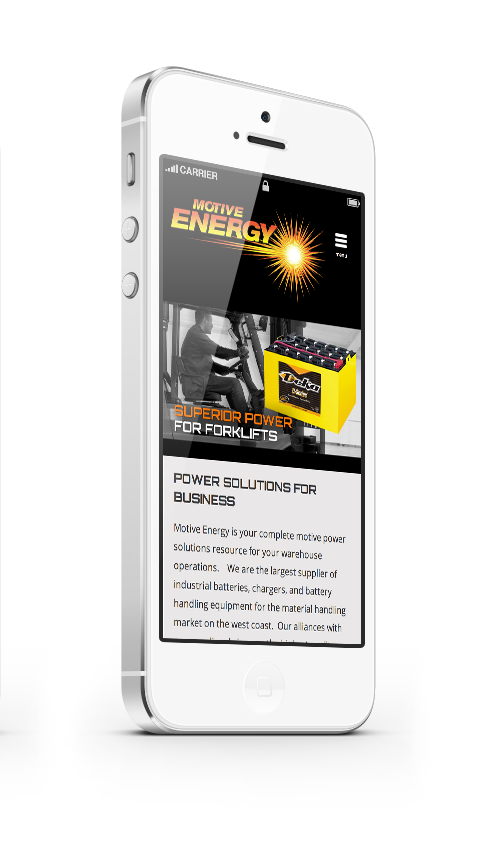 CARRIER
MOTIVE
ENERGY
menu
Deka
SUPERIOR POWER
FOR FORKLIFTS
POWER SOLUTIONS FOR
BUSINESS
Motive Energy is your complete motive power
solutions resource for your warehouse
operations. We are the largest supplier of
industrial batteries, chargers, and battery
handling equipment for the material handling
market on the west coast. Our alliances with